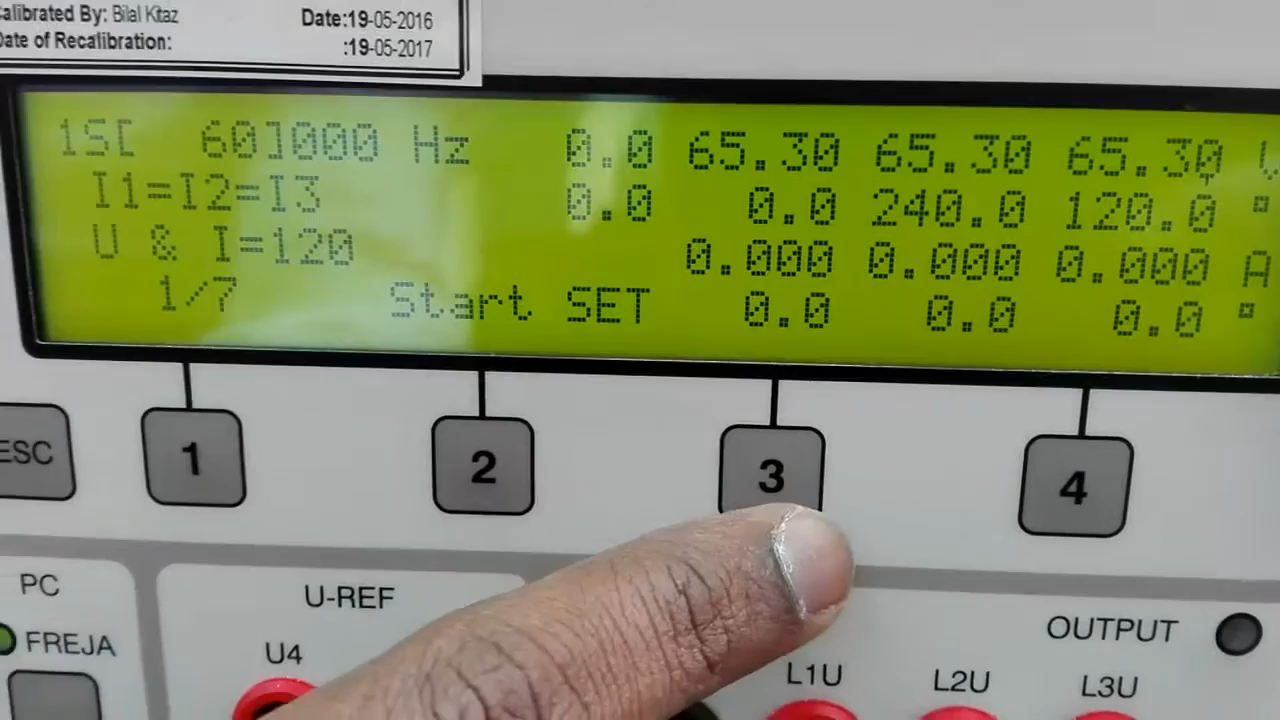 Calibrated By: Bilal Kitaz Date:19-05-2016
Date of Recalibration: :19-05-2017
Hz 0.0 65.30 65.30 65.30 V
I1=I2=I3 0.0 0.0 240.0 120.0 °
U & I=120 0.000 0.000 0.000 A
1/7 Start SET 0.0 0.0 0.0 °
ESC 1 2 3 4
PC U-REF
FREJA U4 OUTPUT
L1U L2U L3U